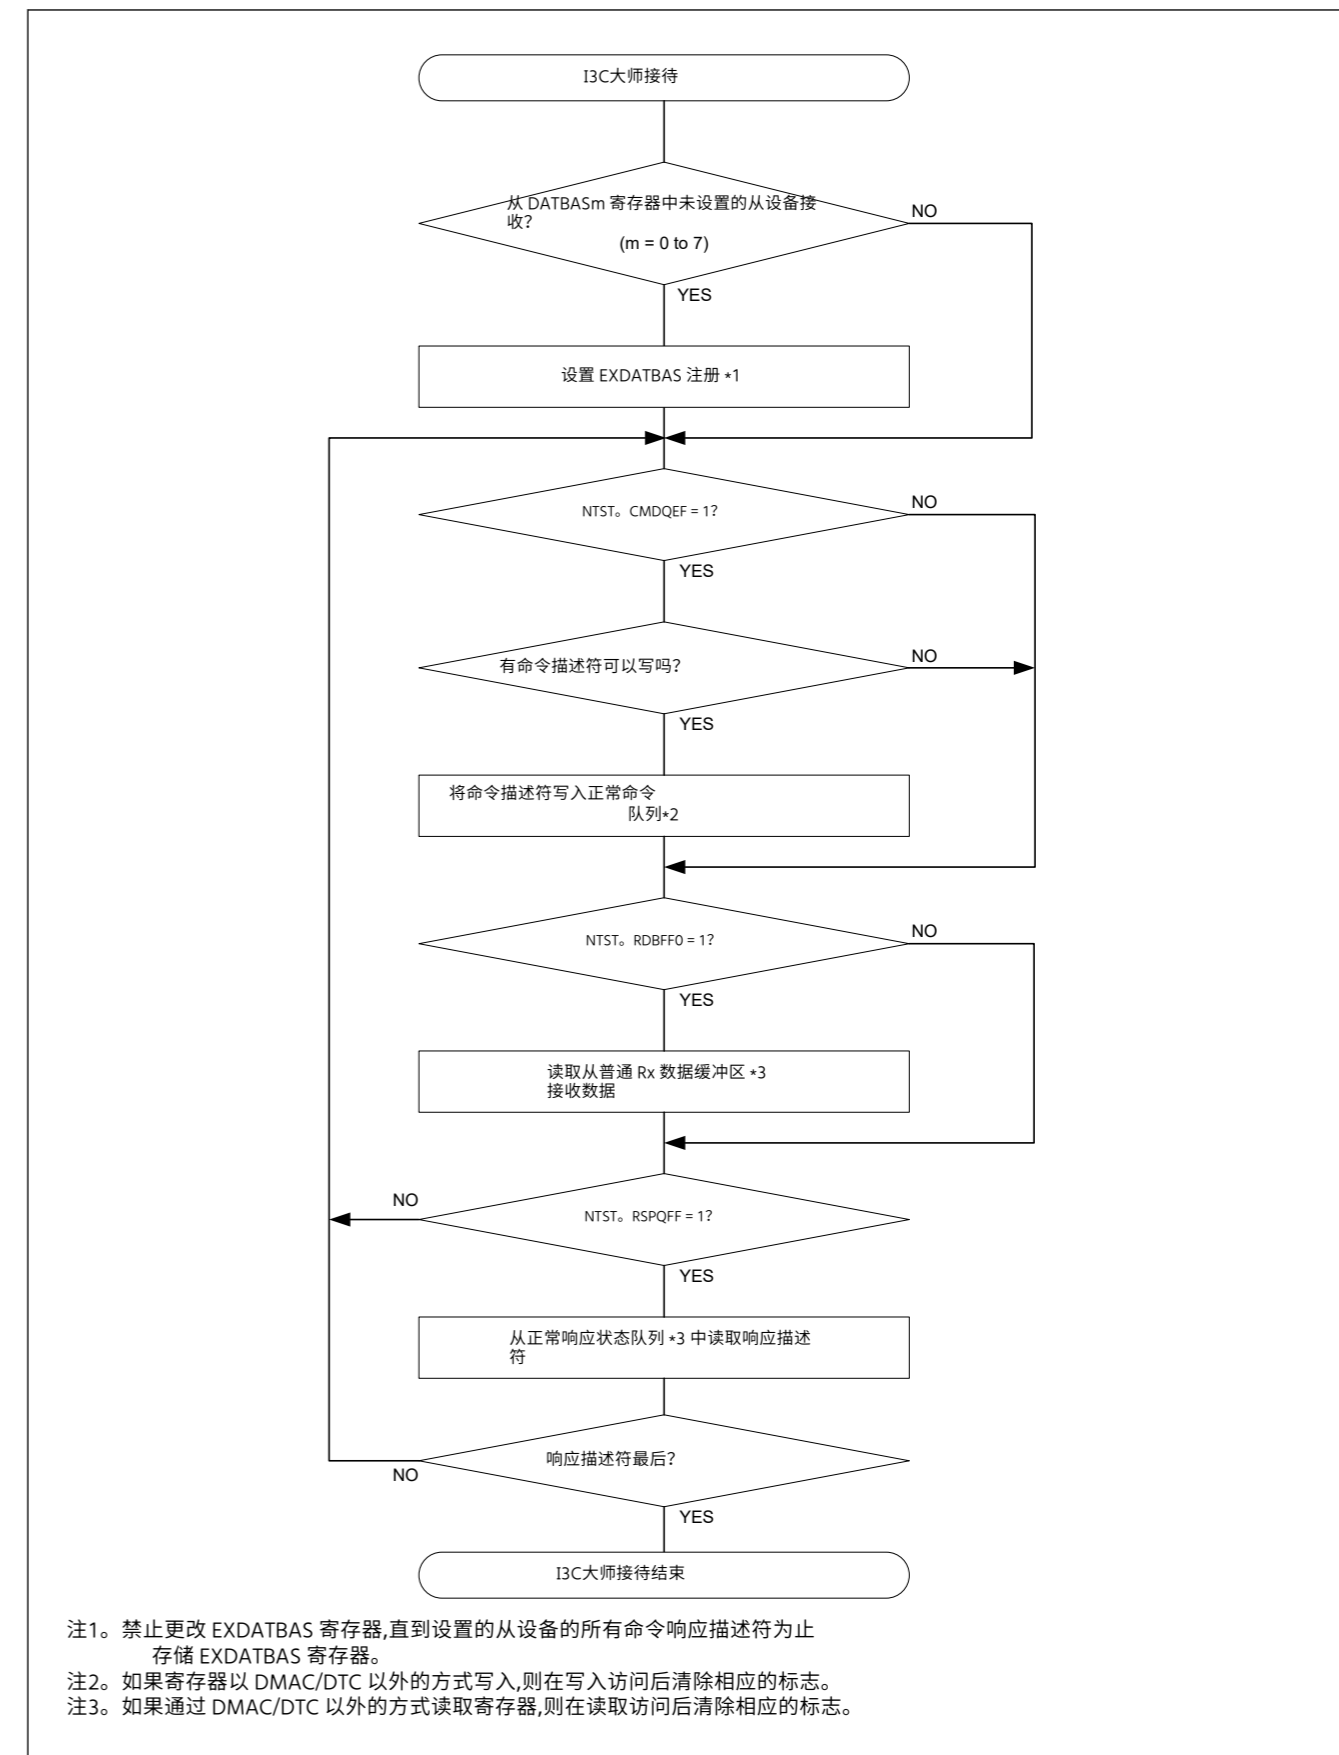 I3C大师接待
从 DATBASm 寄存器中未设置的从设备接
收?
(m = 0 to 7)
NO
YES
设置 EXDATBAS 注册 *1
NTST。CMDQEF = 1?
NO
YES
有命令描述符可以写吗?
NO
YES
将命令描述符写入正常命令
队列*2
NTST。RDBFF0 = 1?
NO
YES
读取从普通 Rx 数据缓冲区 *3
接收数据
NO
NTST。RSPQFF = 1?
YES
从正常响应状态队列 *3 中读取响应描述
符
响应描述符最后?
NO
YES
I3C大师接待结束
注1。禁止更改 EXDATBAS 寄存器,直到设置的从设备的所有命令响应描述符为止
存储 EXDATBAS 寄存器。
注2。如果寄存器以 DMAC/DTC 以外的方式写入,则在写入访问后清除相应的标志。
注3。如果通过 DMAC/DTC 以外的方式读取寄存器,则在读取访问后清除相应的标志。